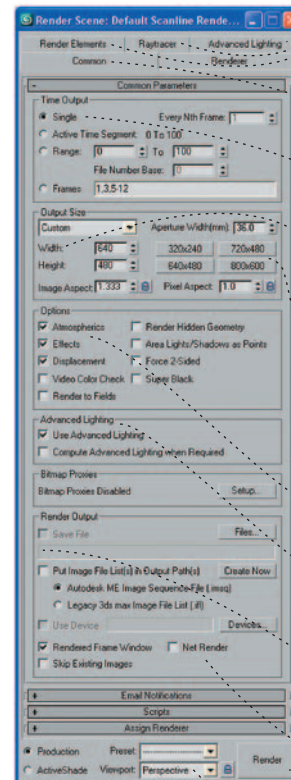 Render Scene: Default Scanline Rende...
Render Elements Raytracer Advanced Lighting
Common Renderer
- Common Parameters
Time Output
Single Every Nth Frame: 1
Active Time Segment: 0 To 100
Range: 0 To 100
File Number Base: 0
Frames 1,3,5-12
Output Size
Custom Aperture Width(mm): 36.0
Width: 640 320x240 720x480
Height: 480 640x480 800x600
Image Aspect: 1.333 Pixel Aspect: 1.0
Options
Atmospherics Render Hidden Geometry
Effects Area Lights/Shadows as Points
Displacement Force 2-Sided
Video Color Check Super Black
Render to Fields
Advanced Lighting
Use Advanced Lighting
Compute Advanced Lighting when Required
Bitmap Proxies
Bitmap Proxies Disabled Setup...
Render Output
Save File Files...
Put Image File List(s) in Output Path(s) Create Now
Autodesk ME Image Sequence File (.imsq)
Legacy 3ds max Image File List (.ifl)
Use Device Devices...
Rendered Frame Window Net Render
Skip Existing Images
+ Email Notifications
+ Scripts
+ Assign Renderer
Production Preset: ----------------
ActiveShade Viewport: Perspective Render